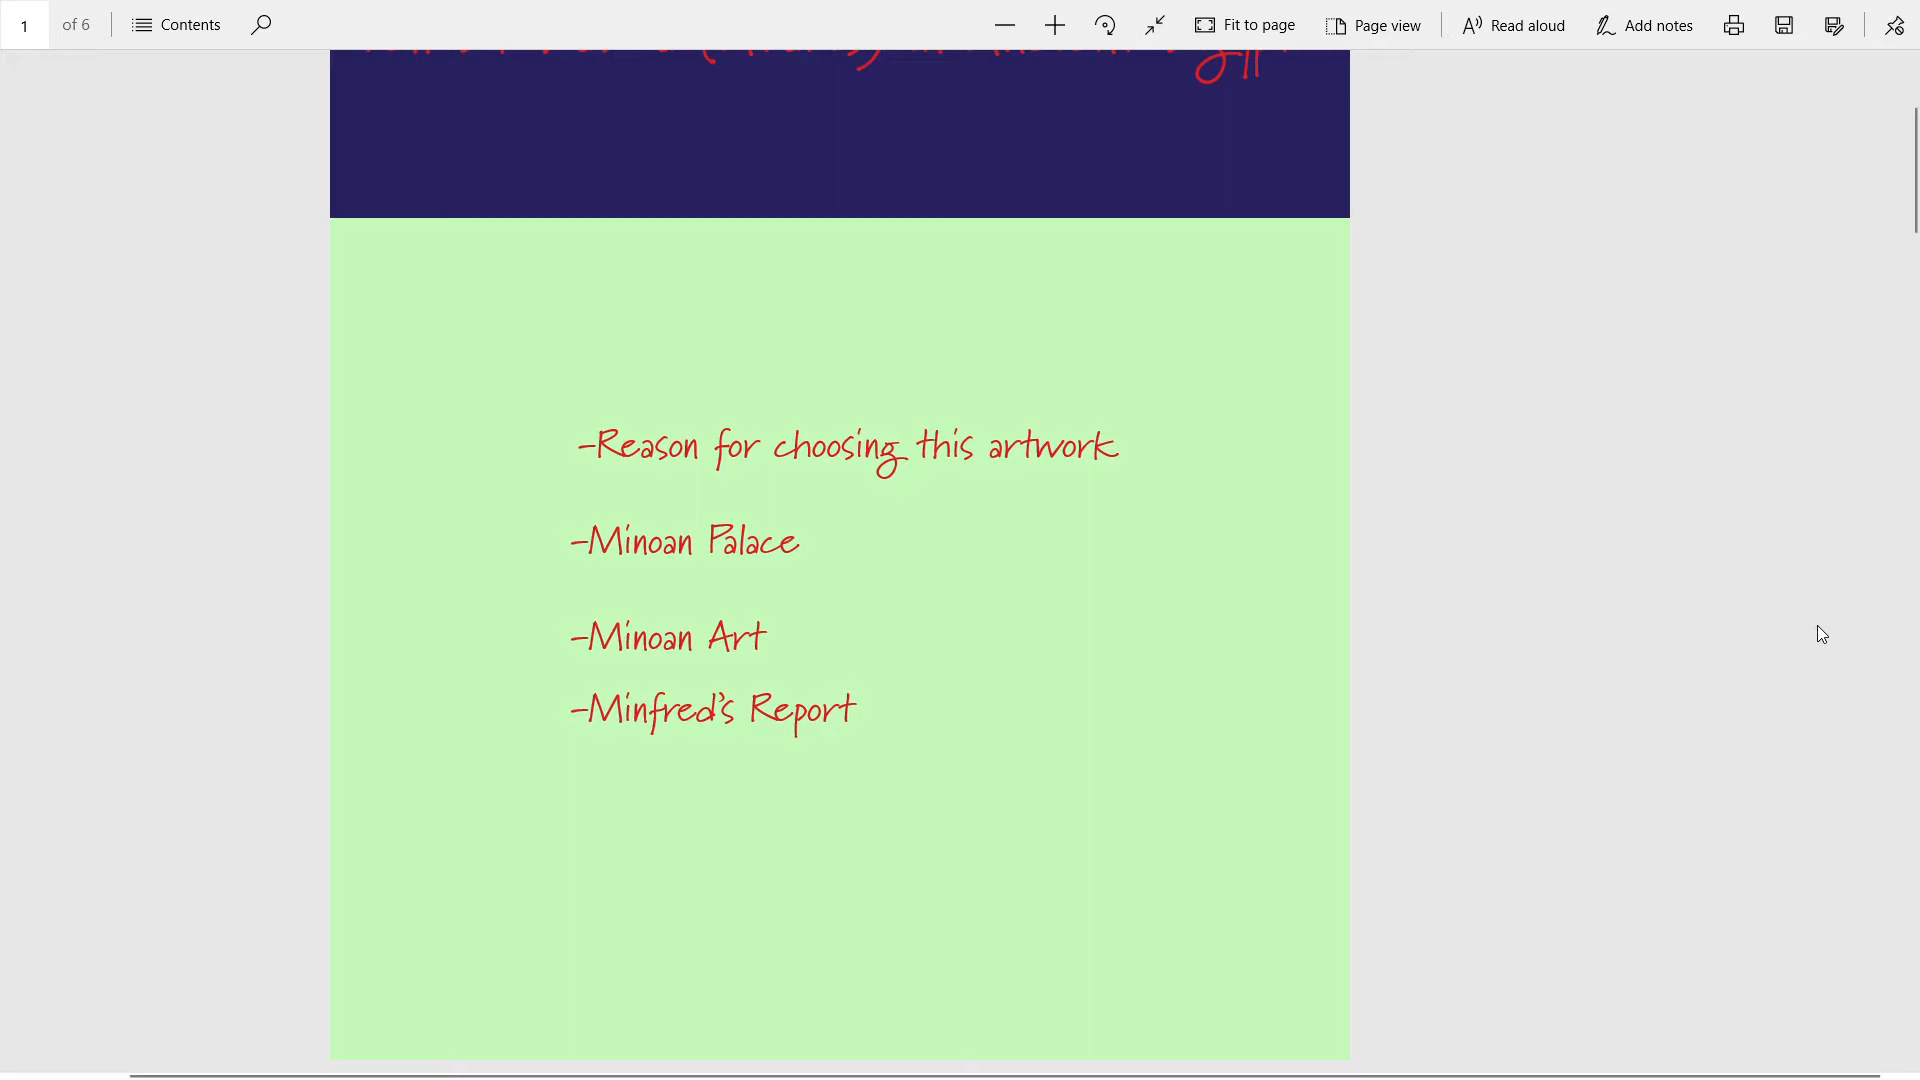 1 of 6 Contents Fit to page Page view Read aloud Add notes
-Reason for choosing this artwork
-Minoan Palace
-Minoan Art
-Minfred's Report